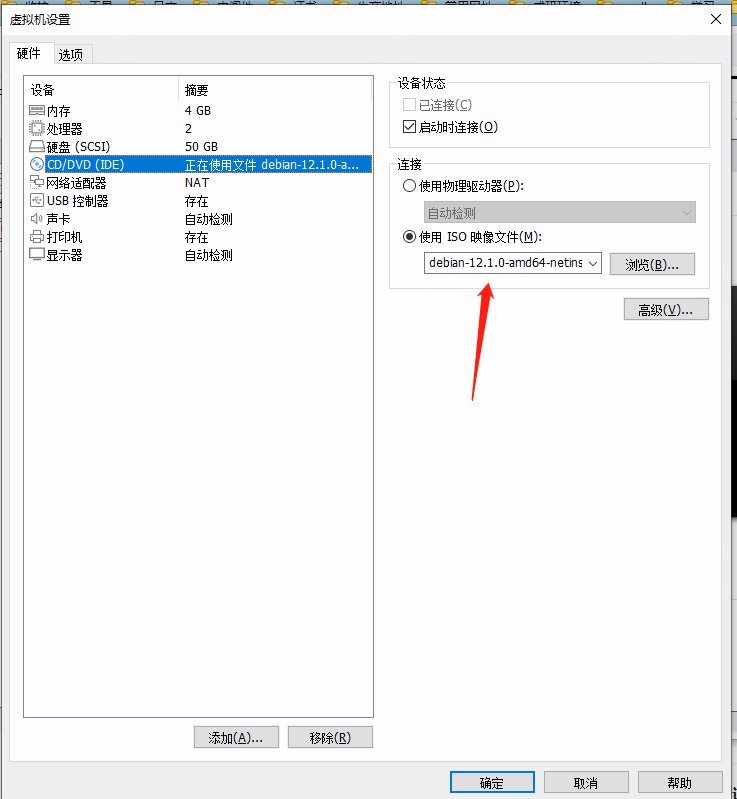 虚拟机设置
硬件 选项
设备 摘要
内存 4 GB
处理器 2
硬盘 (SCSI) 50 GB
CD/DVD (IDE) 正在使用文件 debian-12.1.0-a...
网络适配器 NAT
USB 控制器 存在
声卡 自动检测
打印机 存在
显示器 自动检测
添加(A)... 移除(R)
设备状态
已连接(C)
启动时连接(O)
连接
使用物理驱动器(P):
自动检测
使用 ISO 映像文件(M):
debian-12.1.0-amd64-netins 浏览(B)...
高级(V)...
确定 取消 帮助